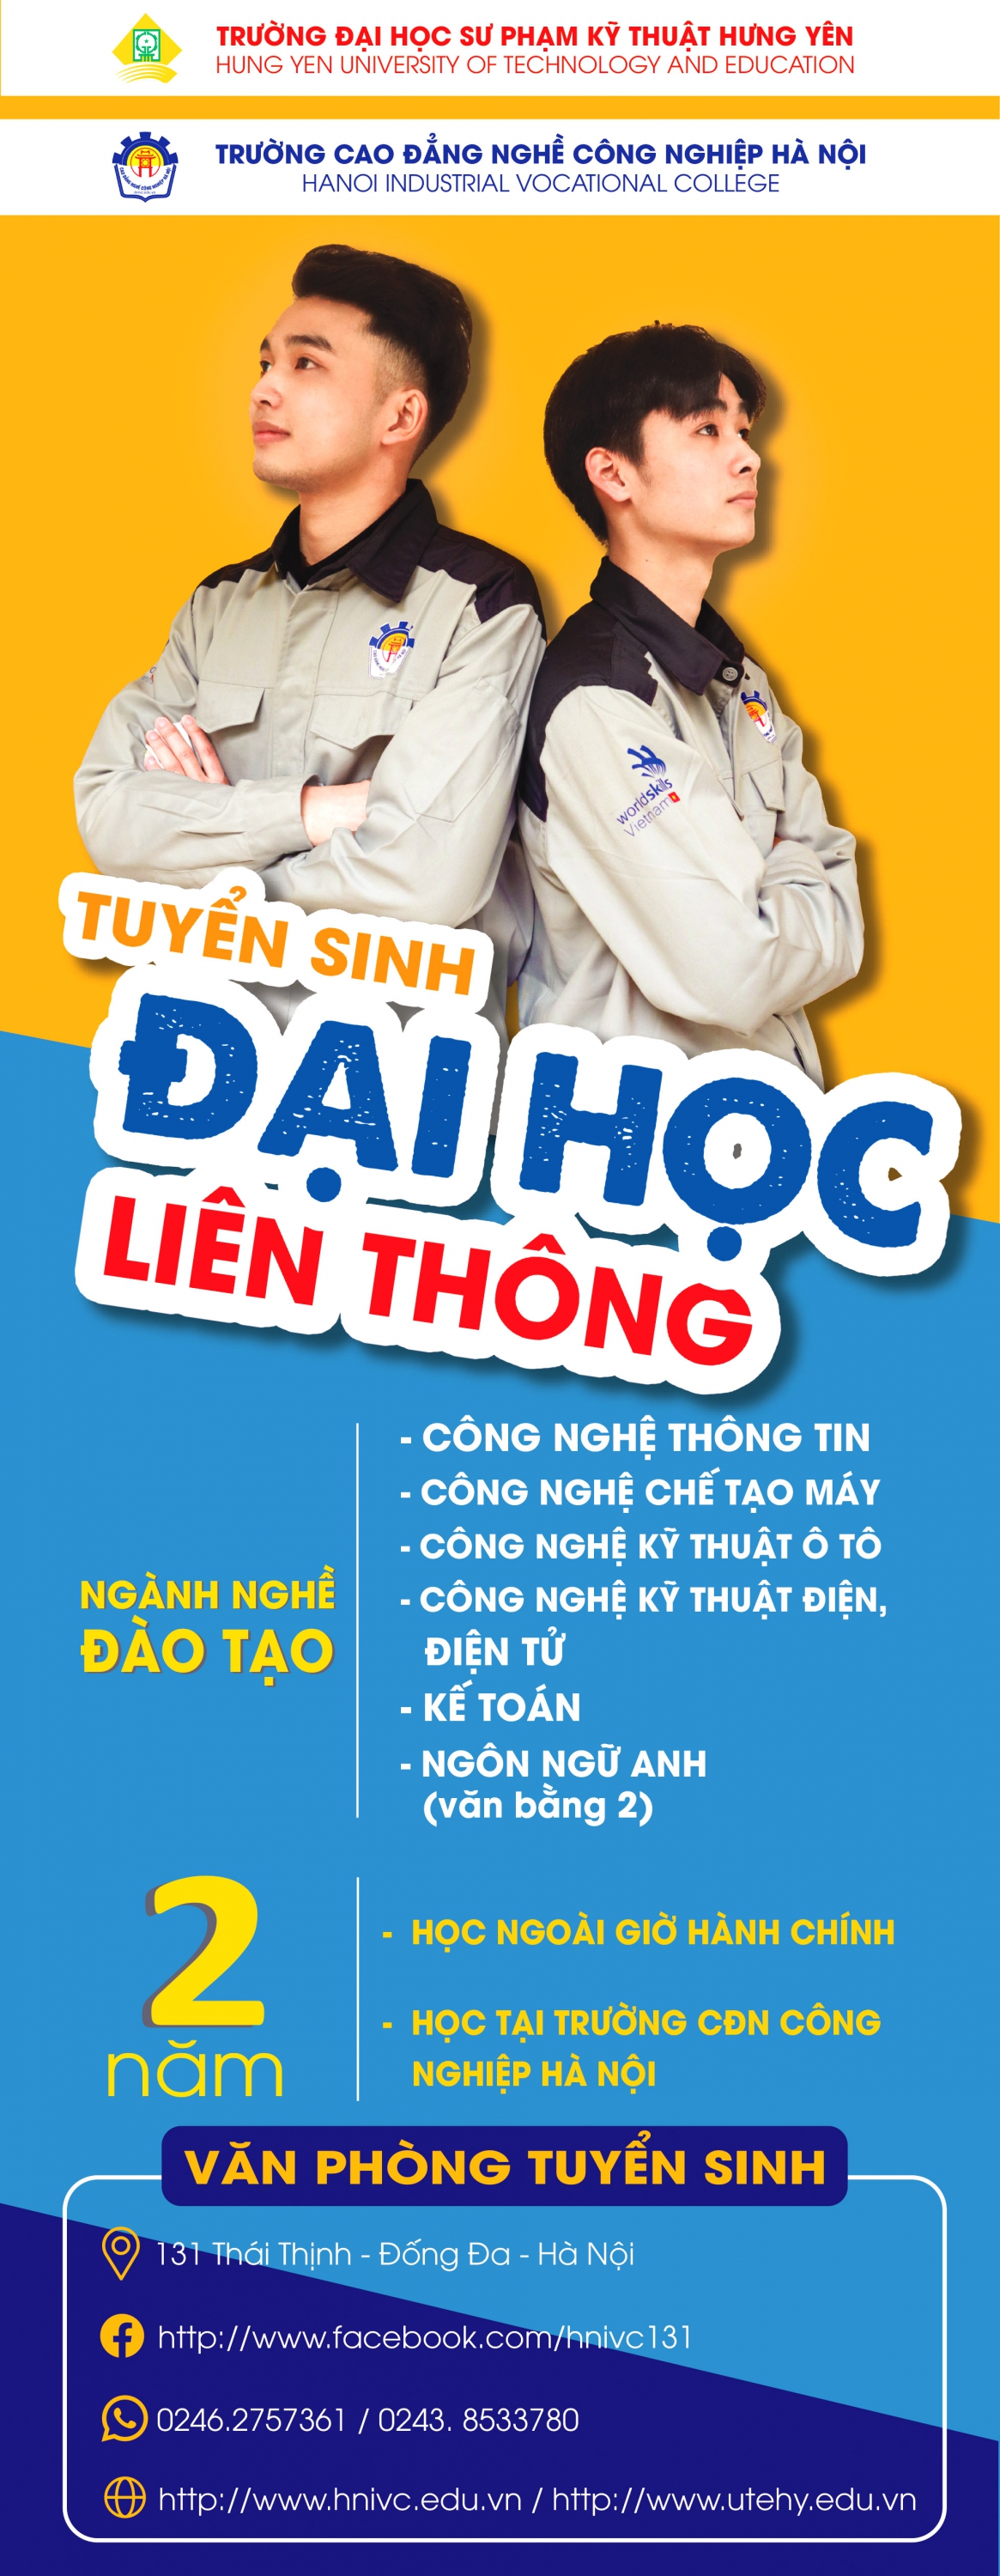 TRƯỜNG ĐẠI HỌC SƯ PHẠM KỸ THUẬT HƯNG YÊN
HUNG YEN UNIVERSITY OF TECHNOLOGY AND EDUCATION
TRƯỜNG CAO ĐẲNG NGHỀ CÔNG NGHIỆP HÀ NỘI
HANOI INDUSTRIAL VOCATIONAL COLLEGE
worldskills
Vietnam
TUYỂN SINH
ĐẠI HỌC
LIÊN THÔNG
NGÀNH NGHỀ
ĐÀO TẠO
- CÔNG NGHỆ THÔNG TIN
- CÔNG NGHỆ CHẾ TẠO MÁY
- CÔNG NGHỆ KỸ THUẬT Ô TÔ
- CÔNG NGHỆ KỸ THUẬT ĐIỆN,
ĐIỆN TỬ
- KẾ TOÁN
- NGÔN NGỮ ANH
(văn bằng 2)
2
năm
- HỌC NGOÀI GIỜ HÀNH CHÍNH
- HỌC TẠI TRƯỜNG CĐN CÔNG
NGHIỆP HÀ NỘI
VĂN PHÒNG TUYỂN SINH
131 Thái Thịnh - Đống Đa - Hà Nội
http://www.facebook.com/hnivc131
0246.2757361 / 0243. 8533780
http://www.hnivc.edu.vn / http://www.utehy.edu.vn